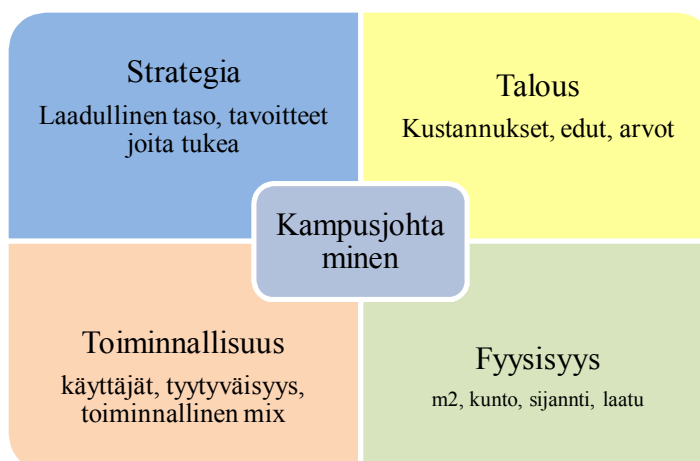 Strategia
Laadullinen taso, tavoitteet
joita tukea
Talous
Kustannukset, edut, arvot
Kampusjohta
minen
Toiminnallisuus
käyttäjät, tyytyväisyys,
toiminnallinen mix
Fyysisyys
m2, kunto, sijannti, laatu